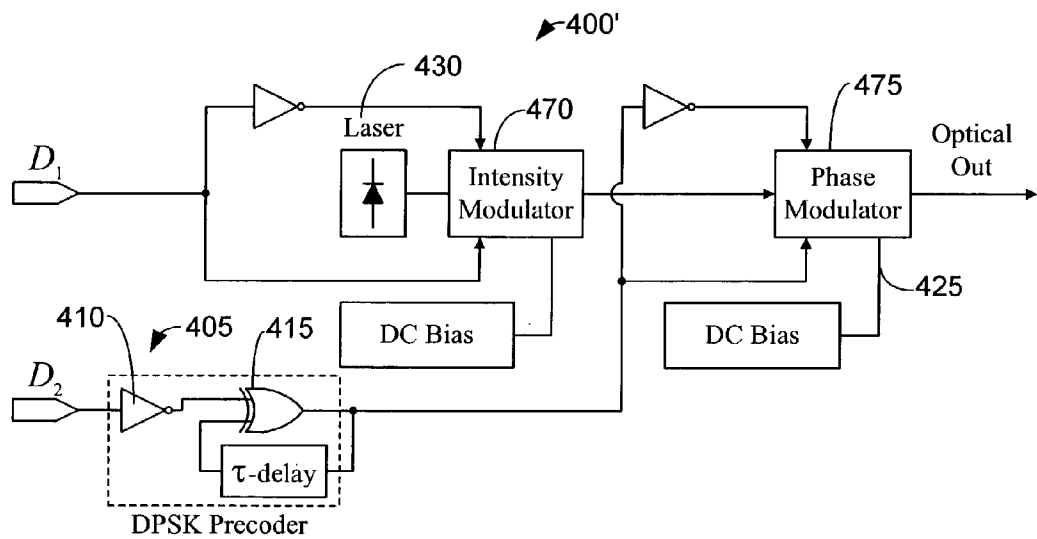 400'
430
Laser
470
475
Optical
Out
D1
Intensity
Modulator
Phase
Modulator
425
410
405
415
DC Bias
DC Bias
D2
τ-delay
DPSK Precoder